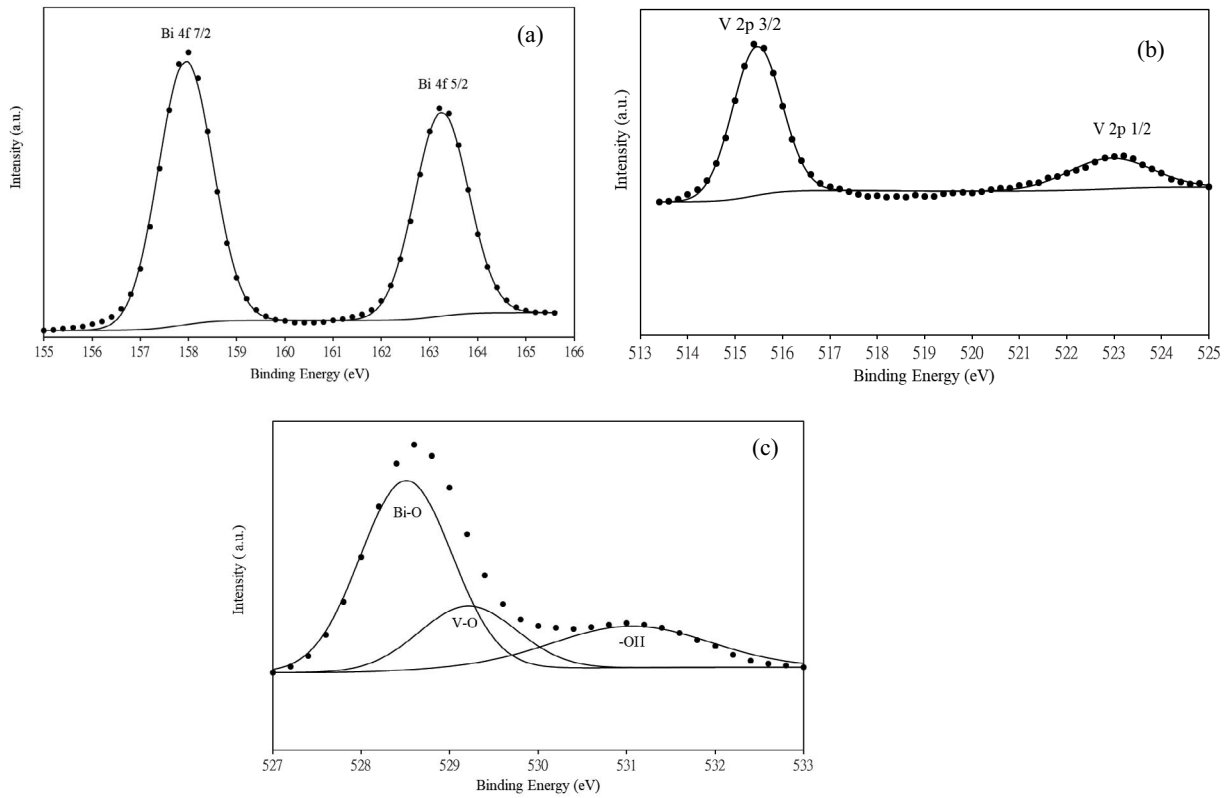 (a)
Bi 4f 7/2
Bi 4f 5/2
Intensity (a.u.)
155 156 157 158 159 160 161 162 163 164 165 166
Binding Energy (eV)
(b)
V 2p 3/2
V 2p 1/2
Intensity (a.u.)
513 514 515 516 517 518 519 520 521 522 523 524 525
Binding Energy (eV)
(c)
Bi-O
V-O
-OII
Intensity ( a.u.)
527 528 529 530 531 532 533
Binding Energy (eV)